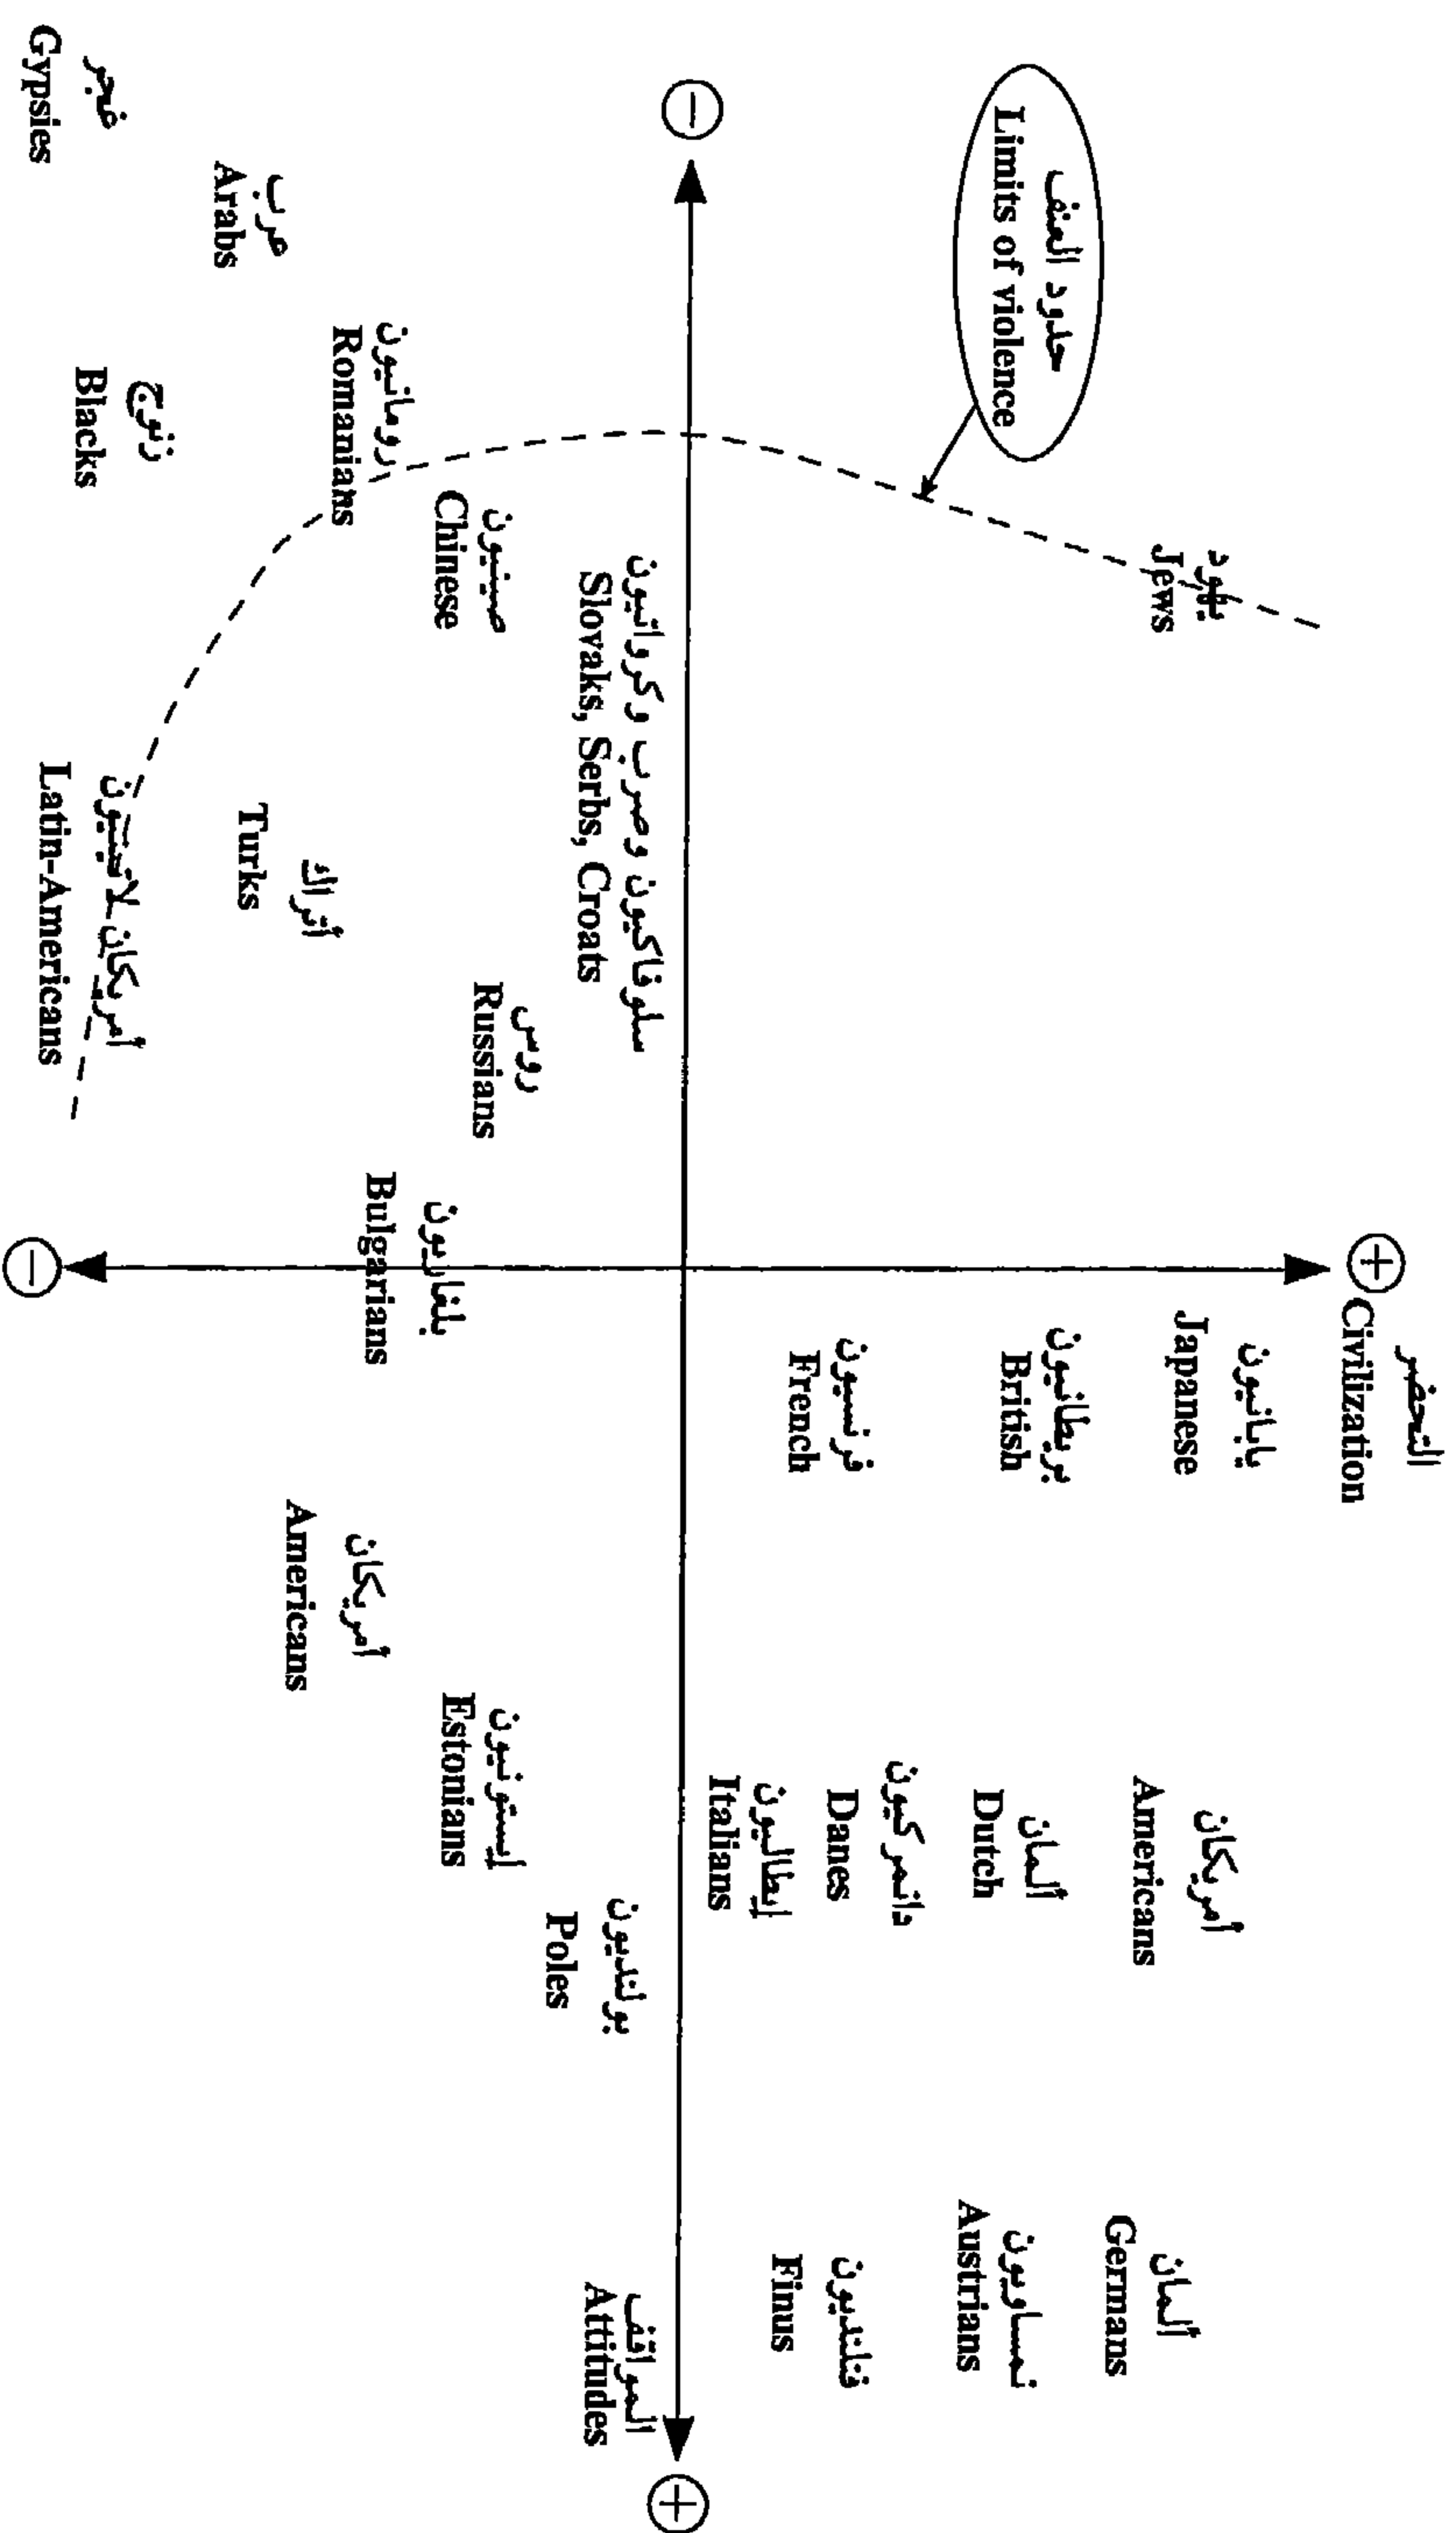 التحضر
⊕ Civilization
يابانيون
Japanese
يهود
Jews
أمريكان
Americans
ألمان
Germans
حدود العنف
Limits of violence
بريطانيون
British
ألمان
Dutch
نمساويون
Austrians
فرنسيون
French
دانمركيون
Danes
فنلنديون
Finus
إيطاليون
Italians
⊖
⊕
سلوفاكيون وصرب وكرواتيون
Slovaks, Serbs, Croats
بولنديون
Poles
المواقف
Attitudes
صينيون
Chinese
روس
Russians
إستونيون
Estonians
رومانيون
Romanians
بلغاريون
Bulgarians
أمريكان
Americans
عرب
Arabs
أتراك
Turks
زنوج
Blacks
أمريكان لاتينيون
Latin-Americans
غجر
Gypsies
⊖